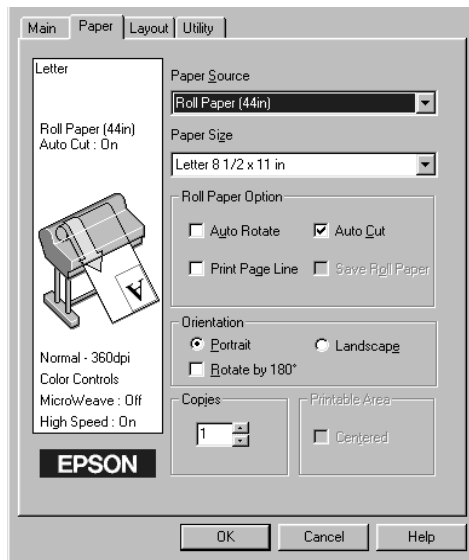 Main Paper Layout Utility
Letter
Roll Paper (44in)
Auto Cut : On
A
Normal - 360dpi
Color Controls
MicroWeave : Off
High Speed : On
EPSON
Paper Source
Roll Paper (44in)
Paper Size
Letter 8 1/2 x 11 in
Roll Paper Option
Auto Rotate Auto Cut
Print Page Line Save Roll Paper
Orientation
Portrait Landscape
Rotate by 180°
Copies
1
Printable Area
Centered
OK Cancel Help